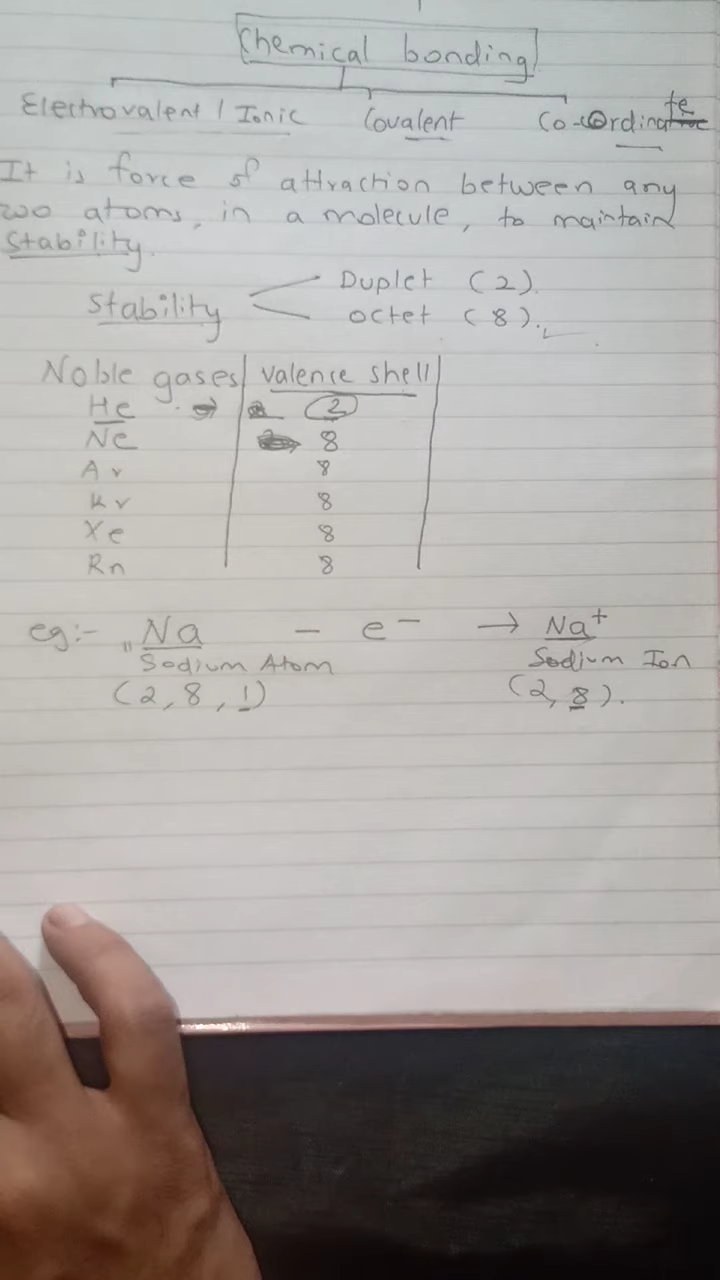 Chemical bonding
Electrovalent / Ionic Covalent Co-Ordinate
It is force of attraction between any
two atoms, in a molecule, to maintain
Stability.
Stability Duplet (2).
Octet (8).
Noble gases valence shell
He → 2
Ne 8
Ar 8
Kr 8
Xe 8
Rn 8
eg:- Na - e⁻ → Na⁺
Sodium Atom Sodium Ion
(2, 8, 1) (2, 8).